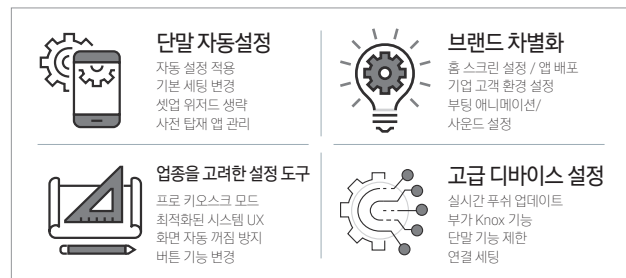 단말 자동설정
자동 설정 적용
기본 세팅 변경
셋업 위저드 생략
사전 탑재 앱 관리
브랜드 차별화
홈 스크린 설정 / 앱 배포
기업 고객 환경 설정
부팅 애니메이션/
사운드 설정
업종을 고려한 설정 도구
프로 키오스크 모드
최적화된 시스템 UX
화면 자동 꺼짐 방지
버튼 기능 변경
고급 디바이스 설정
실시간 푸쉬 업데이트
부가 Knox 기능
단말 기능 제한
연결 세팅